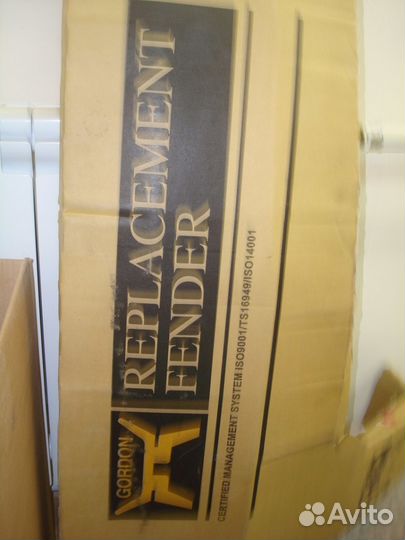 GORDON
REPLACEMENT
FENDER
CERTIFIED MANAGEMENT SYSTEM ISO9001/TS16949/ISO14001
Avito